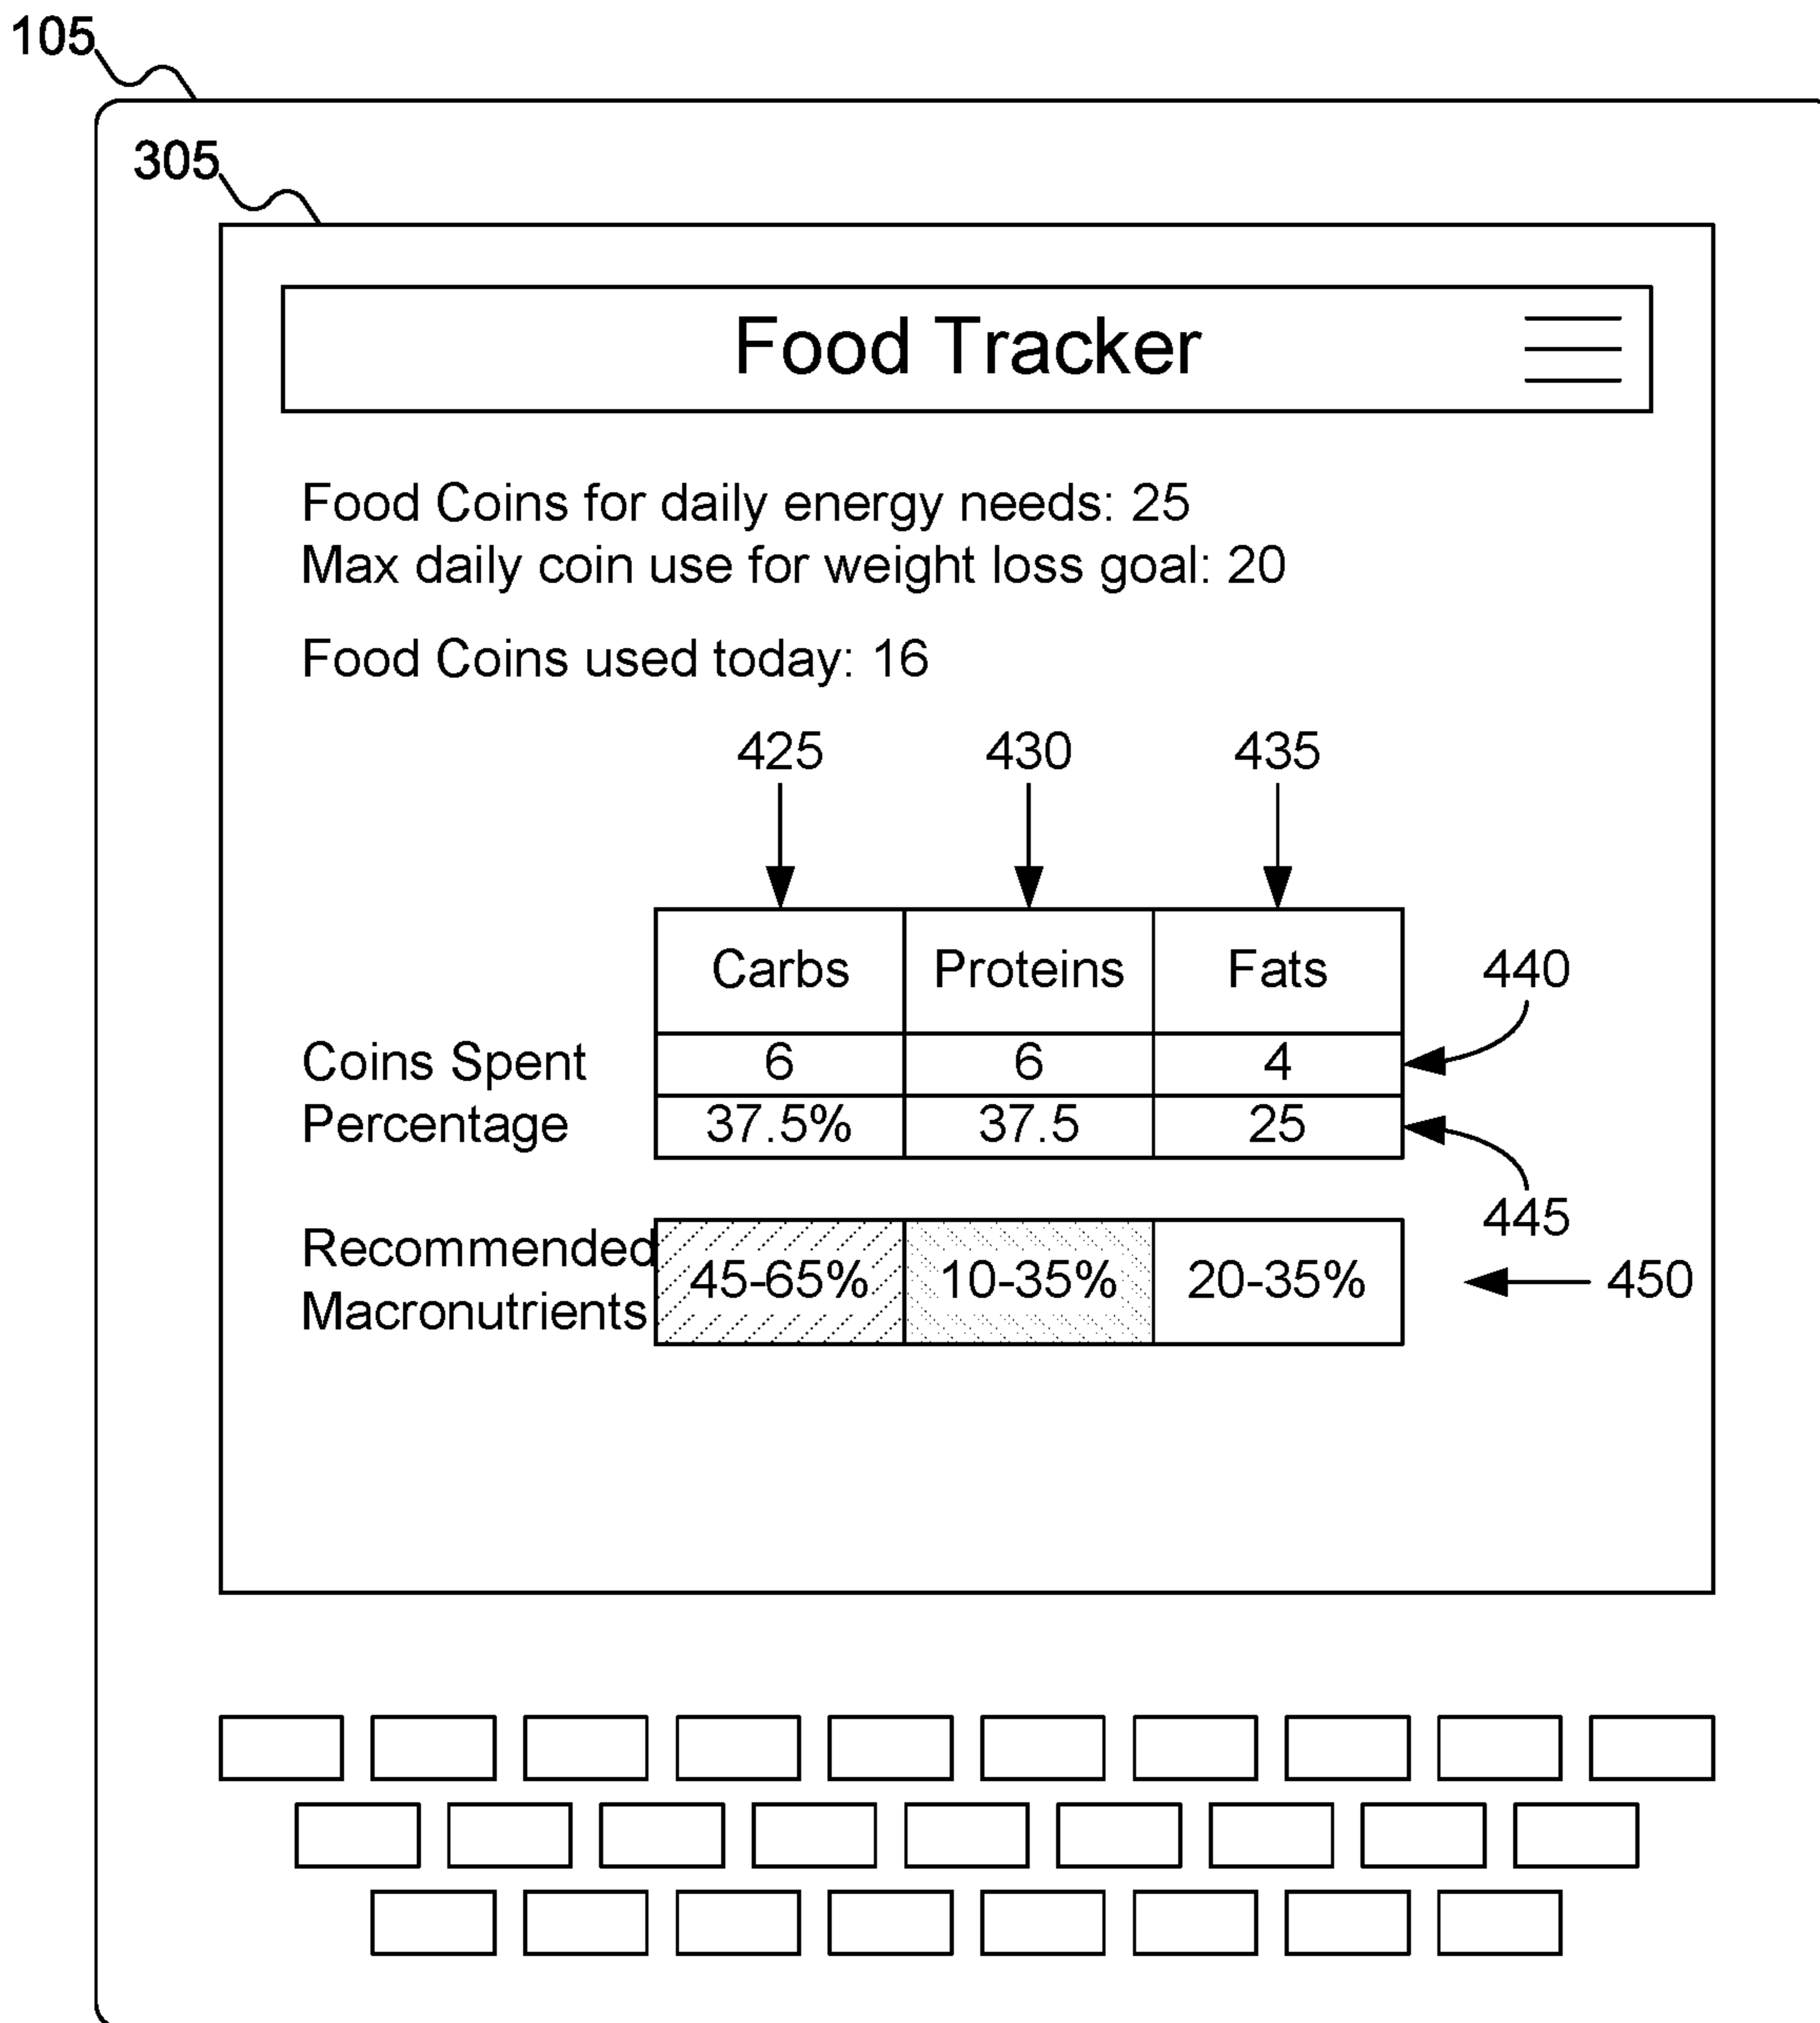 105
305
Food Tracker
Food Coins for daily energy needs: 25
Max daily coin use for weight loss goal: 20
Food Coins used today: 16
425 430 435
Carbs Proteins Fats
440
Coins Spent 6 6 4
Percentage 37.5% 37.5 25
445
Recommended
Macronutrients 45-65% 10-35% 20-35%
450